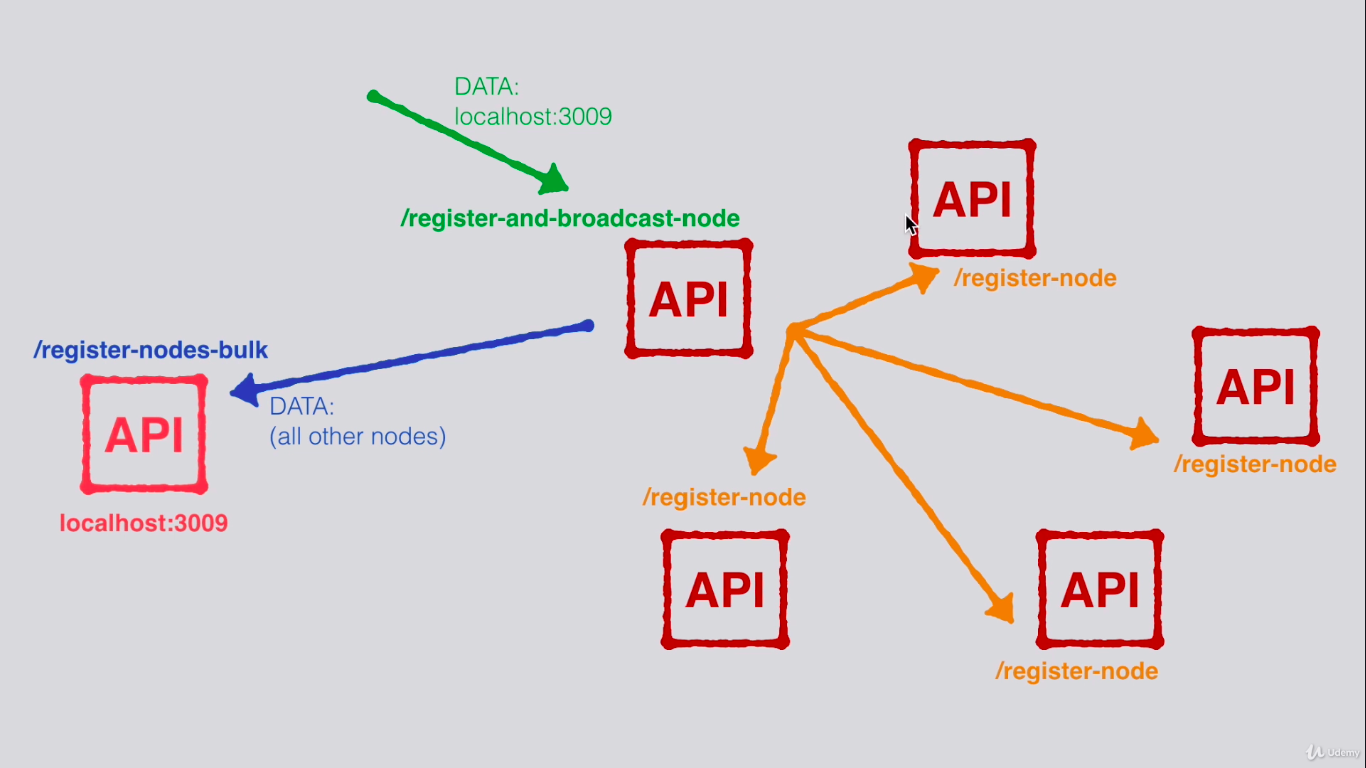 DATA:
localhost:3009
/register-and-broadcast-node
API
API
/register-node
/register-nodes-bulk
API
localhost:3009
DATA:
(all other nodes)
API
/register-node
/register-node
API
API
/register-node
Udemy